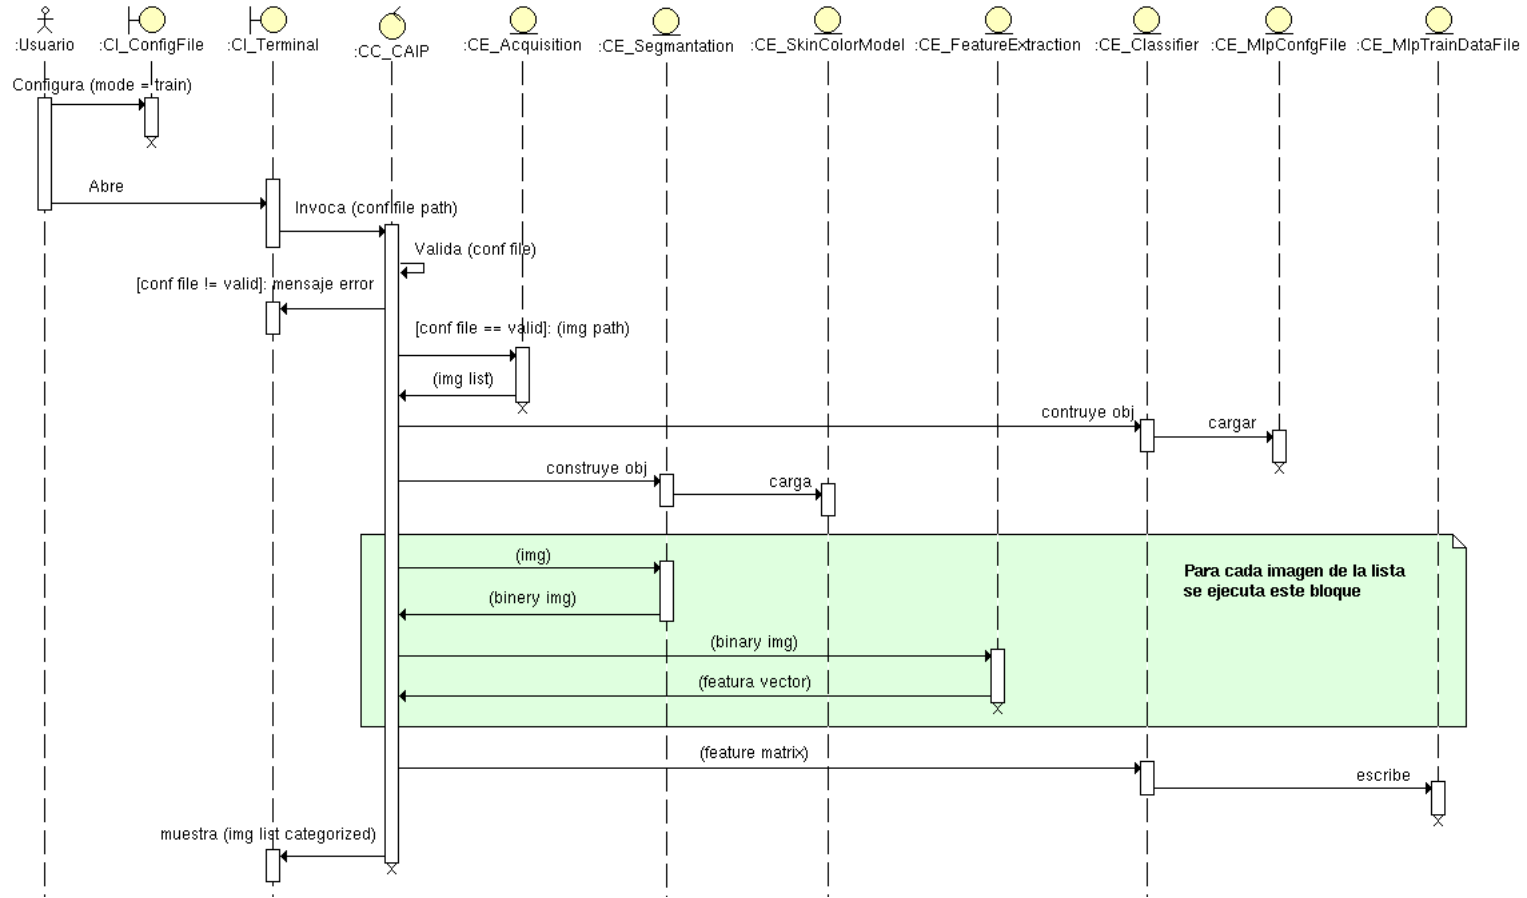 :Usuario :CI_ConfigFile :CI_Terminal :CC_CAIP :CE_Acquisition :CE_Segmantation :CE_SkinColorModel :CE_FeatureExtraction :CE_Classifier :CE_MlpConfgFile :CE_MlpTrainDataFile
Configura (mode = train)
Abre
Invoca (conf file path)
Valida (conf file)
[conf file != valid]: mensaje error
[conf file == valid]: (img path)
(img list)
contruye obj
cargar
construye obj
carga
(img)
Para cada imagen de la lista
se ejecuta este bloque
(binery img)
(binary img)
(featura vector)
(feature matrix)
escribe
muestra (img list categorized)